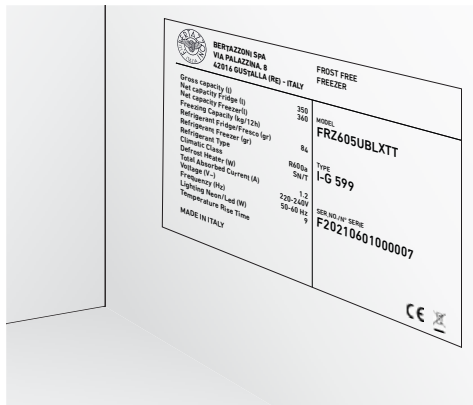 BERTAZZONI
BERTAZZONI SPA
VIA PALAZZINA, 8
42016 GUSTALLA (RE) - ITALY
FROST FREE
FREEZER
Gross capacity (l) 350
Net capacity Fridge (l) 360
Net capacity Freezer(l)
Freezing Capacity (kg/12h)
Refrigerant Fridge/Fresco (gr) 84
Refrigerant Freezer (gr)
Refrigerant Type R600a
Climatic Class SN/T
Defrost Heater (W)
Total Absorbed Current (A) 1.2
Voltage (V~) 220-240V
Frequency (Hz) 50-60 Hz
Lighting Neon/Led (W) 9
Temperature Rise Time
MADE IN ITALY
MODEL
FRZ605UBLXTT
TYPE
I-G 599
SER.NO./N° SERIE
F20210601000007
CE